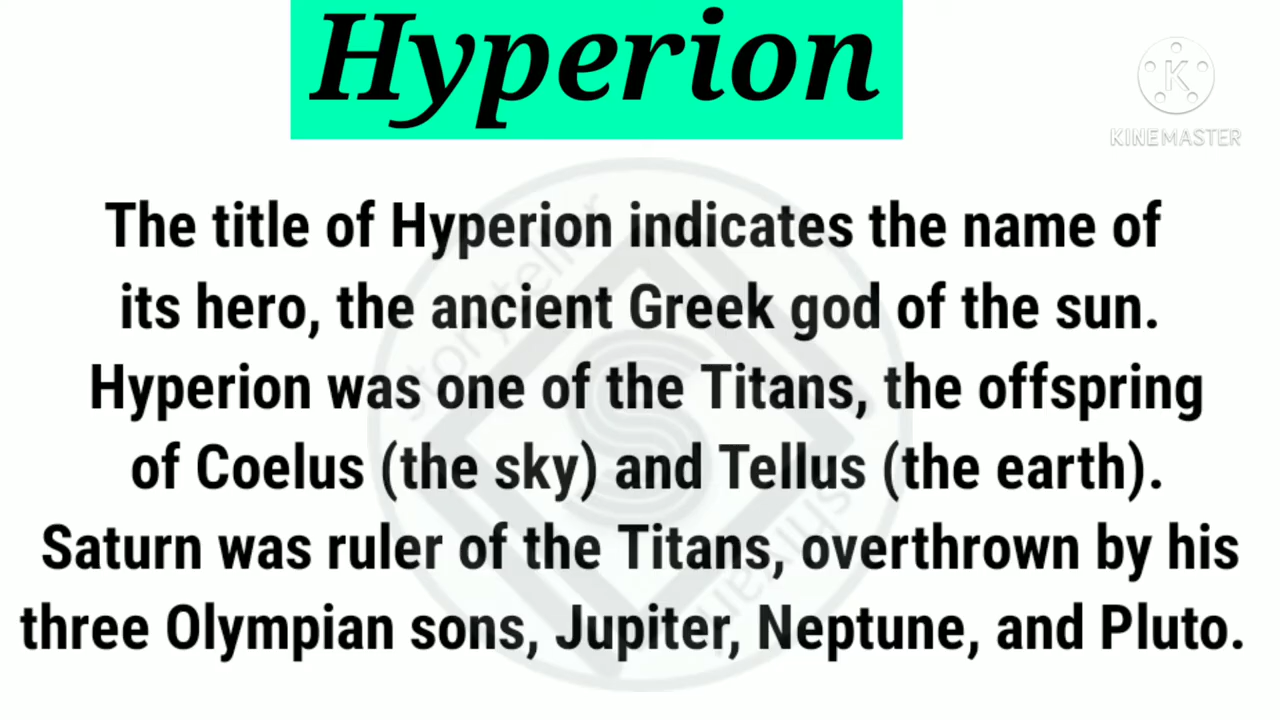 Hyperion
KINEMASTER
The title of Hyperion indicates the name of
its hero, the ancient Greek god of the sun.
Hyperion was one of the Titans, the offspring
of Coelus (the sky) and Tellus (the earth).
Saturn was ruler of the Titans, overthrown by his
three Olympian sons, Jupiter, Neptune, and Pluto.
storyteller